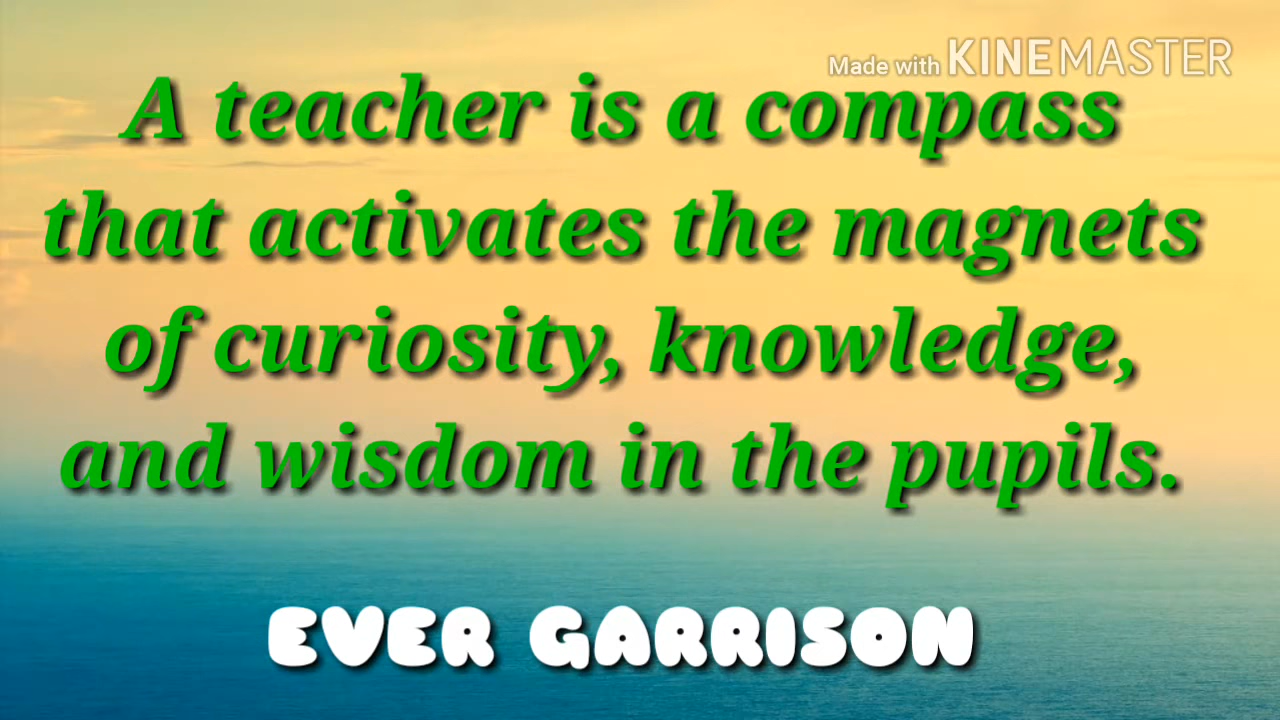 Made with KINEMASTER
A teacher is a compass
that activates the magnets
of curiosity, knowledge,
and wisdom in the pupils.
EVER GARRISON